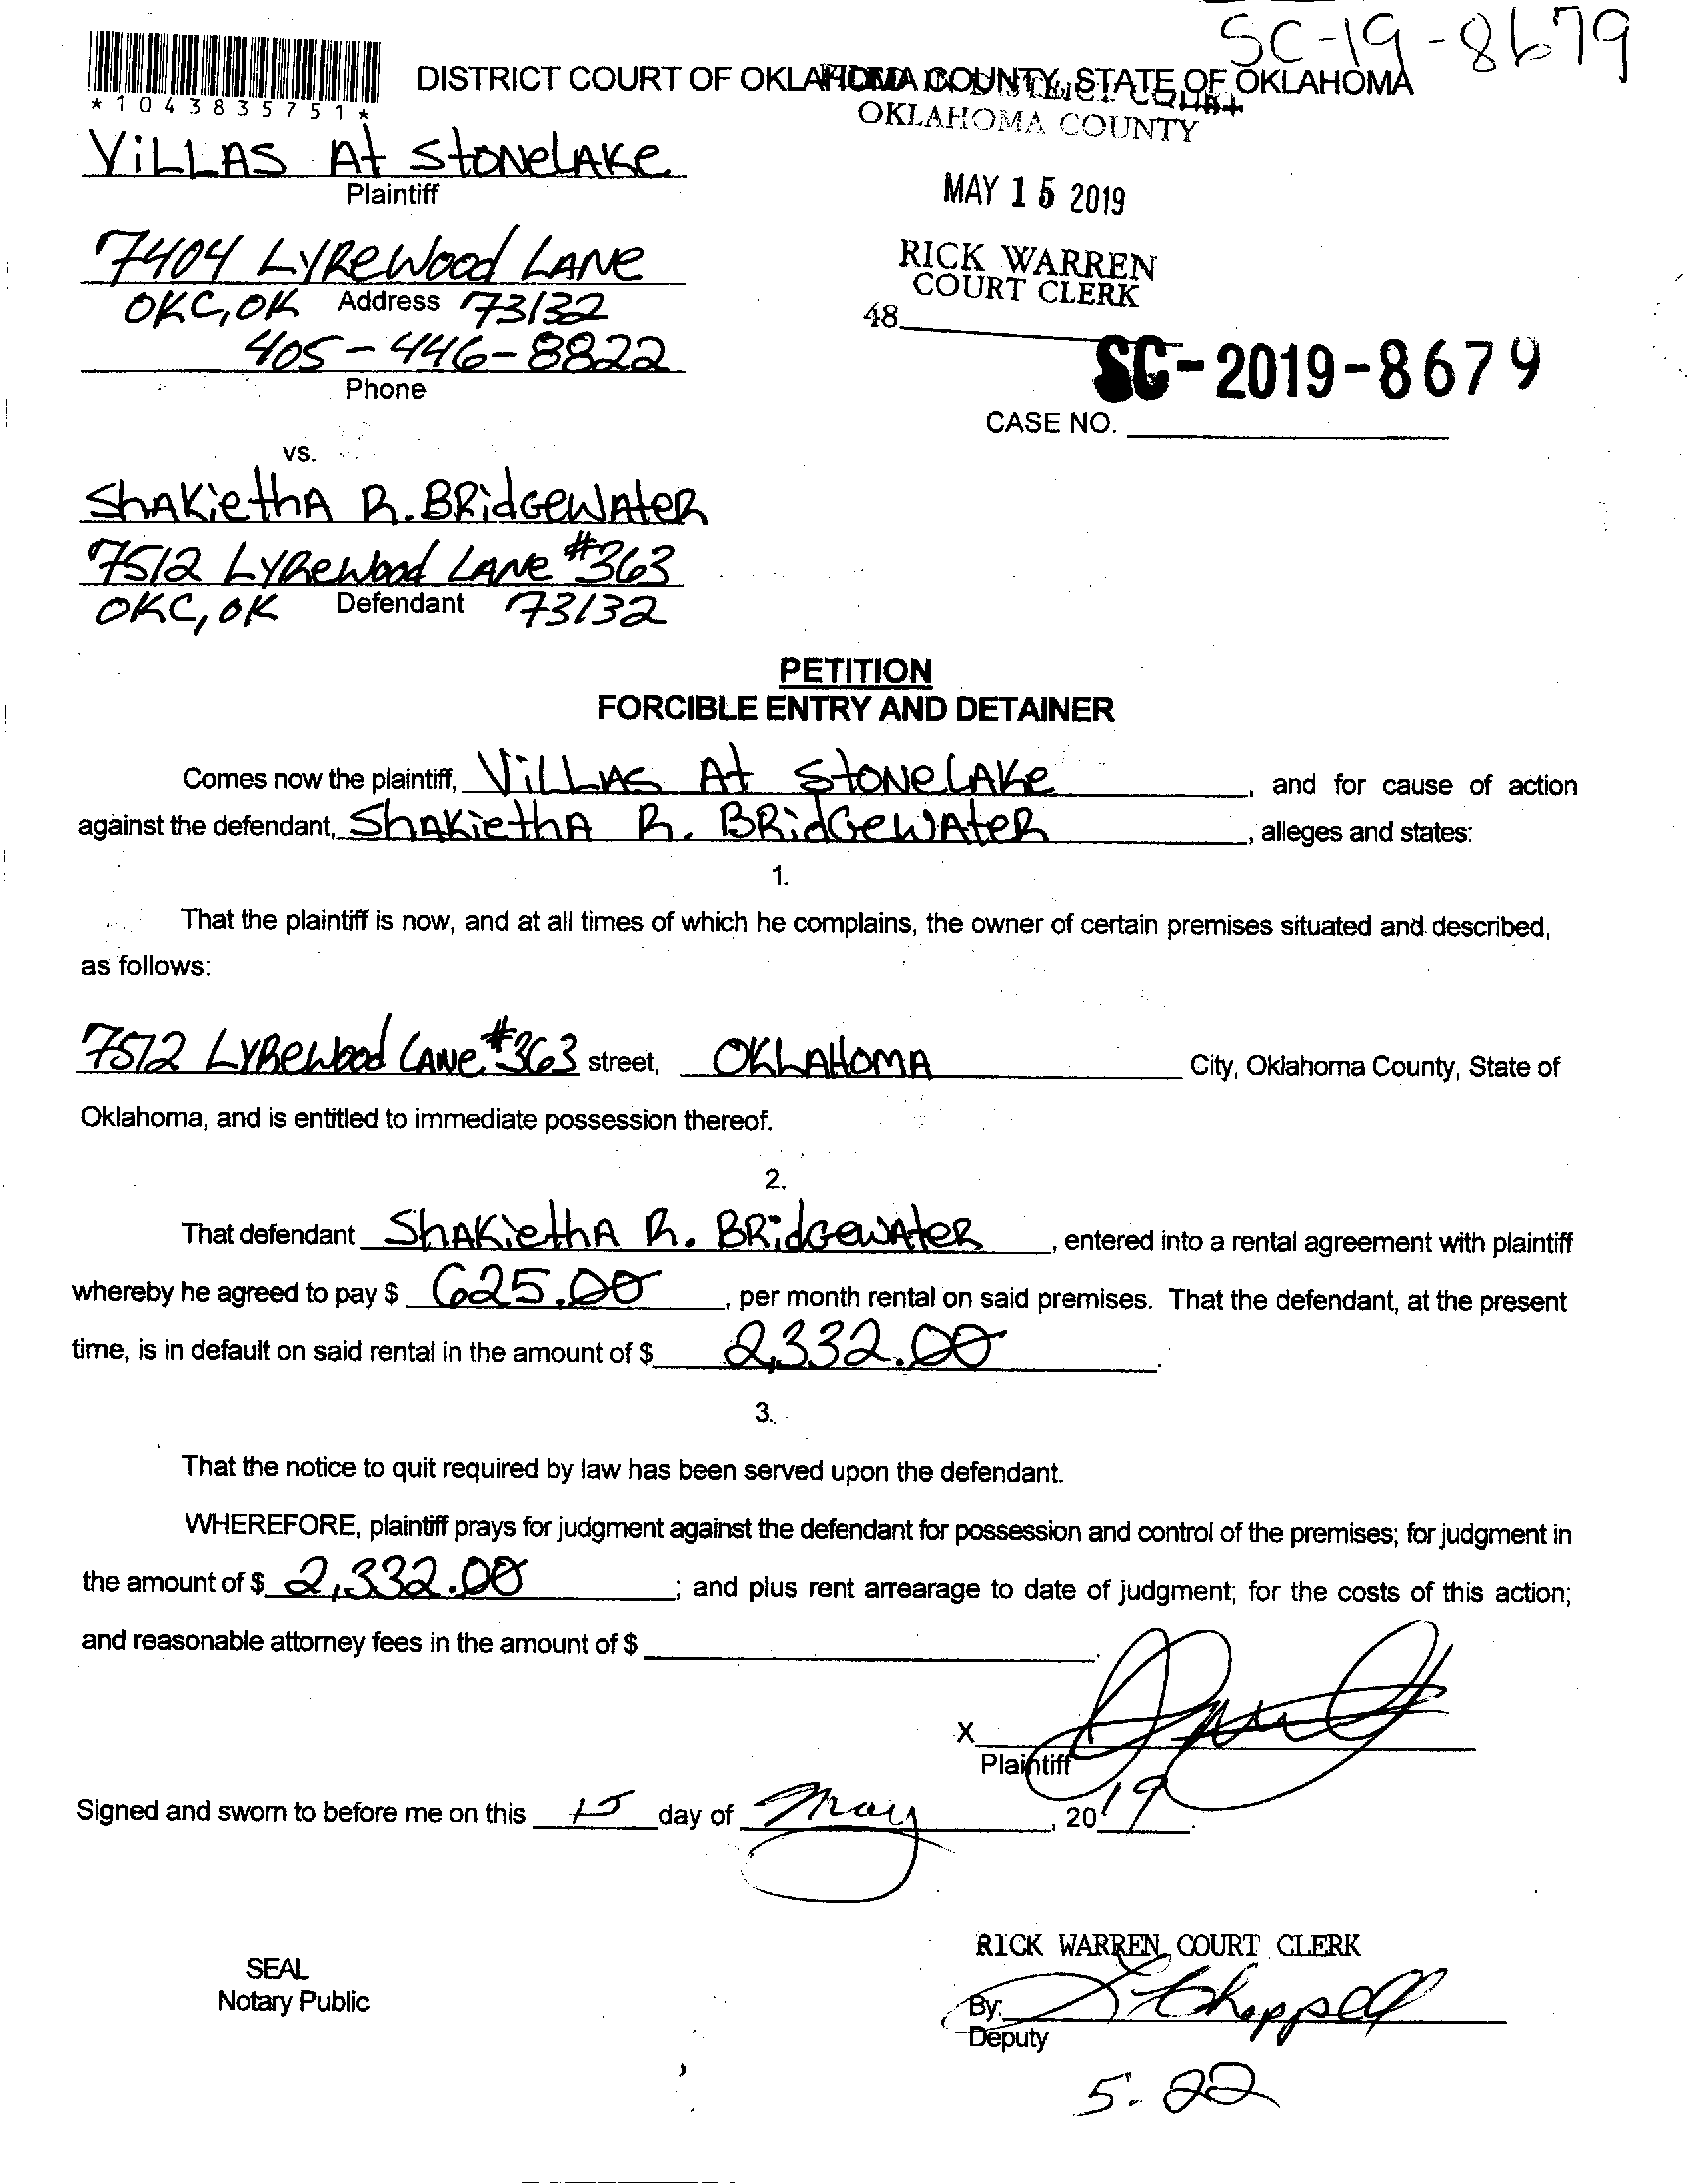 SC-19-8679
*1043835751*
DISTRICT COURT OF OKLAHOMA COUNTY, STATE OF OKLAHOMA
OKLAHOMA COUNTY
ViLLAS At StoNeLAKe
Plaintiff
MAY 15 2019
7404 LyReWood LANe
RICK WARREN
COURT CLERK
OKC, OK Address 73132
48
405-446-8822
Phone
SC-2019-8679
CASE NO.
vs.
ShAKiethA R. BRidGeWAteR
7512 LyReWood LANe #363
OKC, OK Defendant 73132
PETITION
FORCIBLE ENTRY AND DETAINER
Comes now the plaintiff, ViLLAS At StoNeLAKe, and for cause of action
against the defendant, ShAKiethA R. BRidGeWAteR, alleges and states:
1.
That the plaintiff is now, and at all times of which he complains, the owner of certain premises situated and described,
as follows:
7512 LyReWood LANe #363 street, OKLAHOMA City, Oklahoma County, State of
Oklahoma, and is entitled to immediate possession thereof.
2.
That defendant ShAKiethA R. BRidGeWAteR, entered into a rental agreement with plaintiff
whereby he agreed to pay $ 625.00, per month rental on said premises. That the defendant, at the present
time, is in default on said rental in the amount of $ 2,332.00.
3.
That the notice to quit required by law has been served upon the defendant.
WHEREFORE, plaintiff prays for judgment against the defendant for possession and control of the premises; for judgment in
the amount of $ 2,332.00; and plus rent arrearage to date of judgment; for the costs of this action;
and reasonable attorney fees in the amount of $
X
Plaintiff
Signed and sworn to before me on this 15 day of May, 2019.
RICK WARREN, COURT CLERK
SEAL
Notary Public
By:
Deputy
5-22